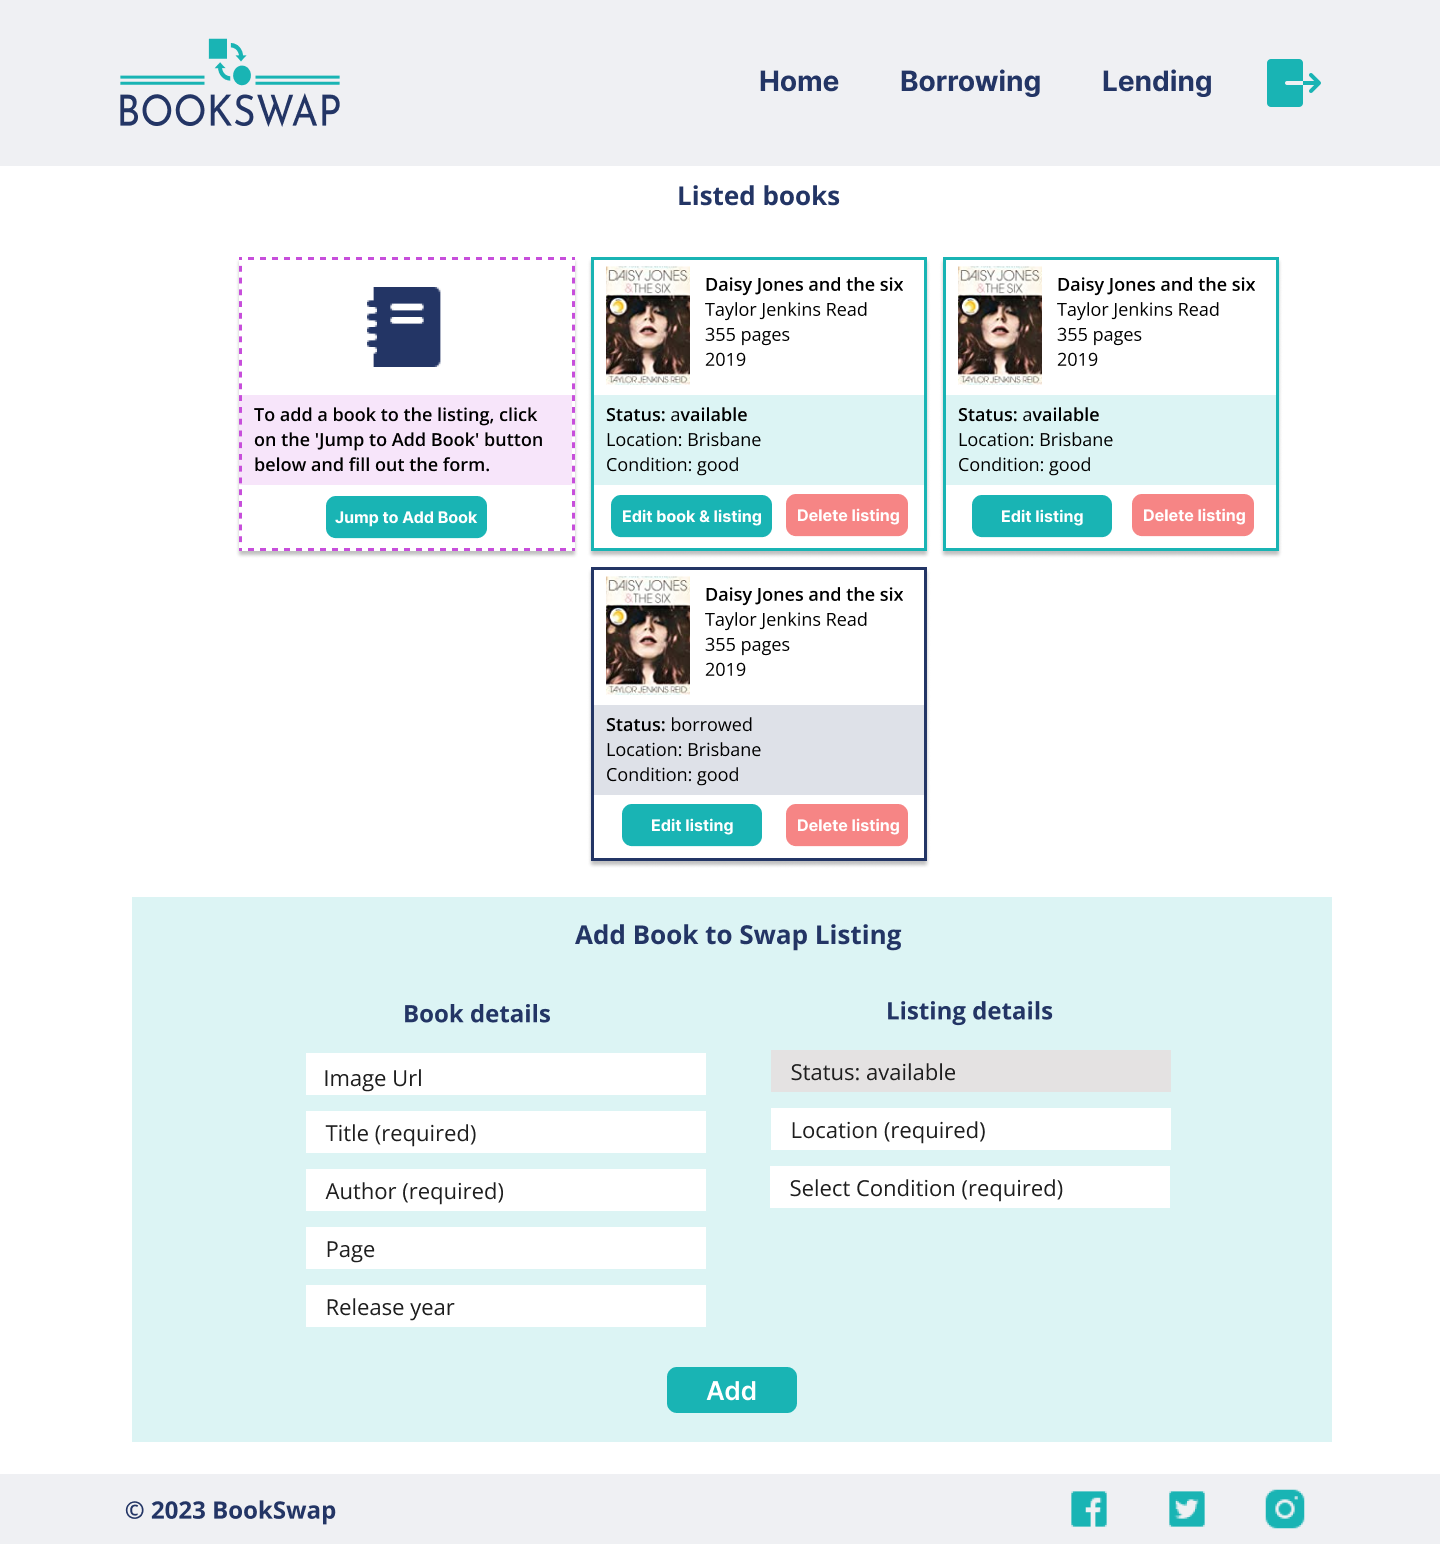 BOOKSWAP
Home
Borrowing
Lending
Listed books
To add a book to the listing, click
on the 'Jump to Add Book' button
below and fill out the form.
Jump to Add Book
DAISY JONES
& THE SIX
TAYLOR JENKINS REID
Daisy Jones and the six
Taylor Jenkins Read
355 pages
2019
Status: available
Location: Brisbane
Condition: good
Edit book & listing
Delete listing
DAISY JONES
& THE SIX
TAYLOR JENKINS REID
Daisy Jones and the six
Taylor Jenkins Read
355 pages
2019
Status: available
Location: Brisbane
Condition: good
Edit listing
Delete listing
DAISY JONES
& THE SIX
TAYLOR JENKINS REID
Daisy Jones and the six
Taylor Jenkins Read
355 pages
2019
Status: borrowed
Location: Brisbane
Condition: good
Edit listing
Delete listing
Add Book to Swap Listing
Book details
Image Url
Title (required)
Author (required)
Page
Release year
Listing details
Status: available
Location (required)
Select Condition (required)
Add
© 2023 BookSwap